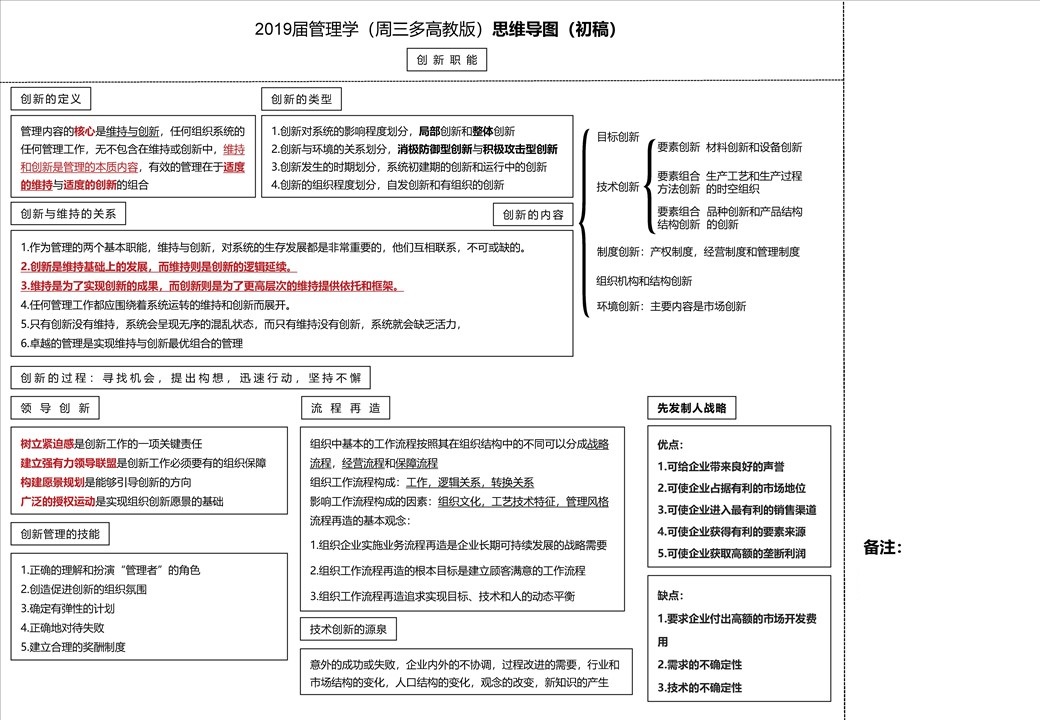 2019届管理学（周三多高教版）思维导图（初稿）
创新职能
创新的定义
管理内容的核心是维持与创新，任何组织系统的
任何管理工作，无不包含在维持或创新中，维持
和创新是管理的本质内容，有效的管理在于适度
的维持与适度的创新的组合
创新的类型
1.创新对系统的影响程度划分，局部创新和整体创新
2.创新与环境的关系划分，消极防御型创新与积极攻击型创新
3.创新发生的时期划分，系统初建期的创新和运行中的创新
4.创新的组织程度划分，自发创新和有组织的创新
创新与维持的关系
1.作为管理的两个基本职能，维持与创新，对系统的生存发展都是非常重要的，他们互相联系，不可或缺的。
2.创新是维持基础上的发展，而维持则是创新的逻辑延续。
3.维持是为了实现创新的成果，而创新则是为了更高层次的维持提供依托和框架。
4.任何管理工作都应围绕着系统运转的维持和创新而展开。
5.只有创新没有维持，系统会呈现无序的混乱状态，而只有维持没有创新，系统就会缺乏活力，
6.卓越的管理是实现维持与创新最优组合的管理
创新的内容
目标创新
技术创新
要素创新 材料创新和设备创新
要素组合 生产工艺和生产过程
方法创新 的时空组织
要素组合 品种创新和产品结构
结构创新 的创新
制度创新：产权制度，经营制度和管理制度
组织机构和结构创新
环境创新：主要内容是市场创新
创新的过程：寻找机会，提出构想，迅速行动，坚持不懈
领导创新
树立紧迫感是创新工作的一项关键责任
建立强有力领导联盟是创新工作必须要有的组织保障
构建愿景规划是能够引导创新的方向
广泛的授权运动是实现组织创新愿景的基础
创新管理的技能
1.正确的理解和扮演“管理者”的角色
2.创造促进创新的组织氛围
3.确定有弹性的计划
4.正确地对待失败
5.建立合理的奖酬制度
流程再造
组织中基本的工作流程按照其在组织结构中的不同可以分成战略
流程，经营流程和保障流程
组织工作流程构成：工作，逻辑关系，转换关系
影响工作流程构成的因素：组织文化，工艺技术特征，管理风格
流程再造的基本观念：
1.组织企业实施业务流程再造是企业长期可持续发展的战略需要
2.组织工作流程再造的根本目标是建立顾客满意的工作流程
3.组织工作流程再造追求实现目标、技术和人的动态平衡
技术创新的源泉
意外的成功或失败，企业内外的不协调，过程改进的需要，行业和
市场结构的变化，人口结构的变化，观念的改变，新知识的产生
先发制人战略
优点：
1.可给企业带来良好的声誉
2.可使企业占据有利的市场地位
3.可使企业进入最有利的销售渠道
4.可使企业获得有利的要素来源
5.可使企业获取高额的垄断利润
缺点：
1.要求企业付出高额的市场开发费
用
2.需求的不确定性
3.技术的不确定性
备注：